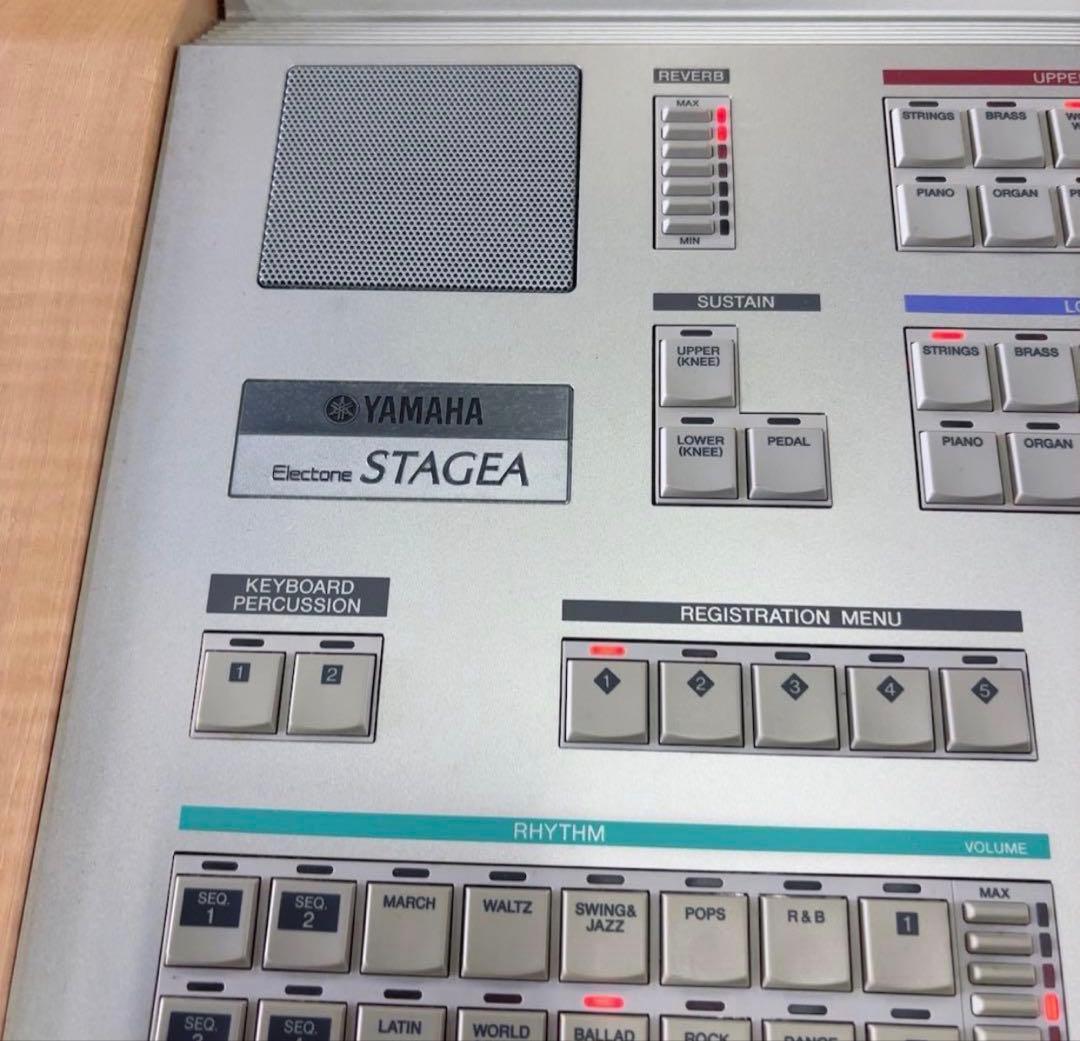 REVERB
MAX
MIN
STRINGS
BRASS
PIANO
ORGAN
SUSTAIN
UPPER
(KNEE)
LOWER
(KNEE)
PEDAL
STRINGS
BRASS
PIANO
ORGAN
YAMAHA
Electone STAGEA
KEYBOARD
PERCUSSION
1
2
REGISTRATION MENU
1
2
3
4
5
RHYTHM
VOLUME
SEQ.
1
SEQ.
2
MARCH
WALTZ
SWING&
JAZZ
POPS
R & B
1
MAX
SEQ.
SEQ.
LATIN
WORLD
BALLAD
ROCK
DANCE